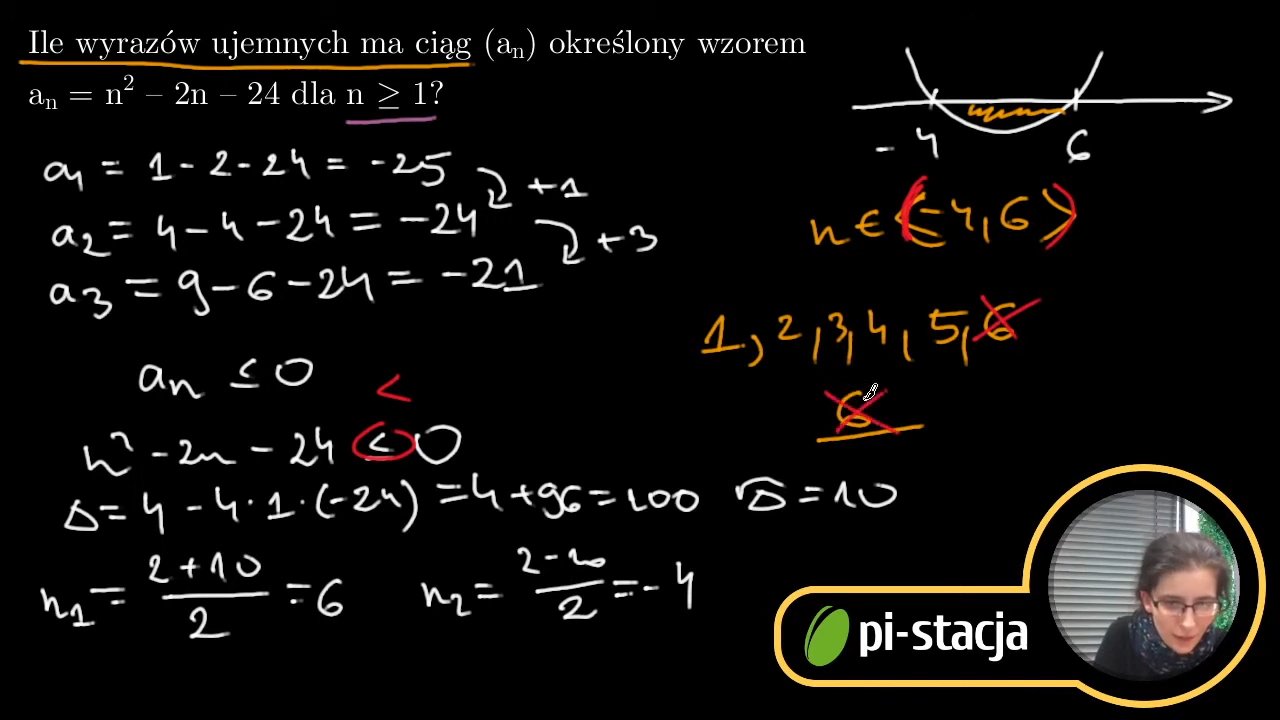 Ile wyrazów ujemnych ma ciąg (aₙ) określony wzorem
aₙ = n² – 2n – 24 dla n ≥ 1?
a₁ = 1 - 2 - 24 = -25
+1
a₂ = 4 - 4 - 24 = -24
+3
a₃ = 9 - 6 - 24 = -21
-4 6
n ∈ <(-4, 6)>
1, 2, 3, 4, 5, 6
6
aₙ ≤ 0
<
n² - 2n - 24 ≤ 0
Δ = 4 - 4 · 1 · (-24) = 4 + 96 = 100 √Δ = 10
n₁ = (2 + 10)/2 = 6 n₂ = (2 - 10)/2 = -4
pi-stacja